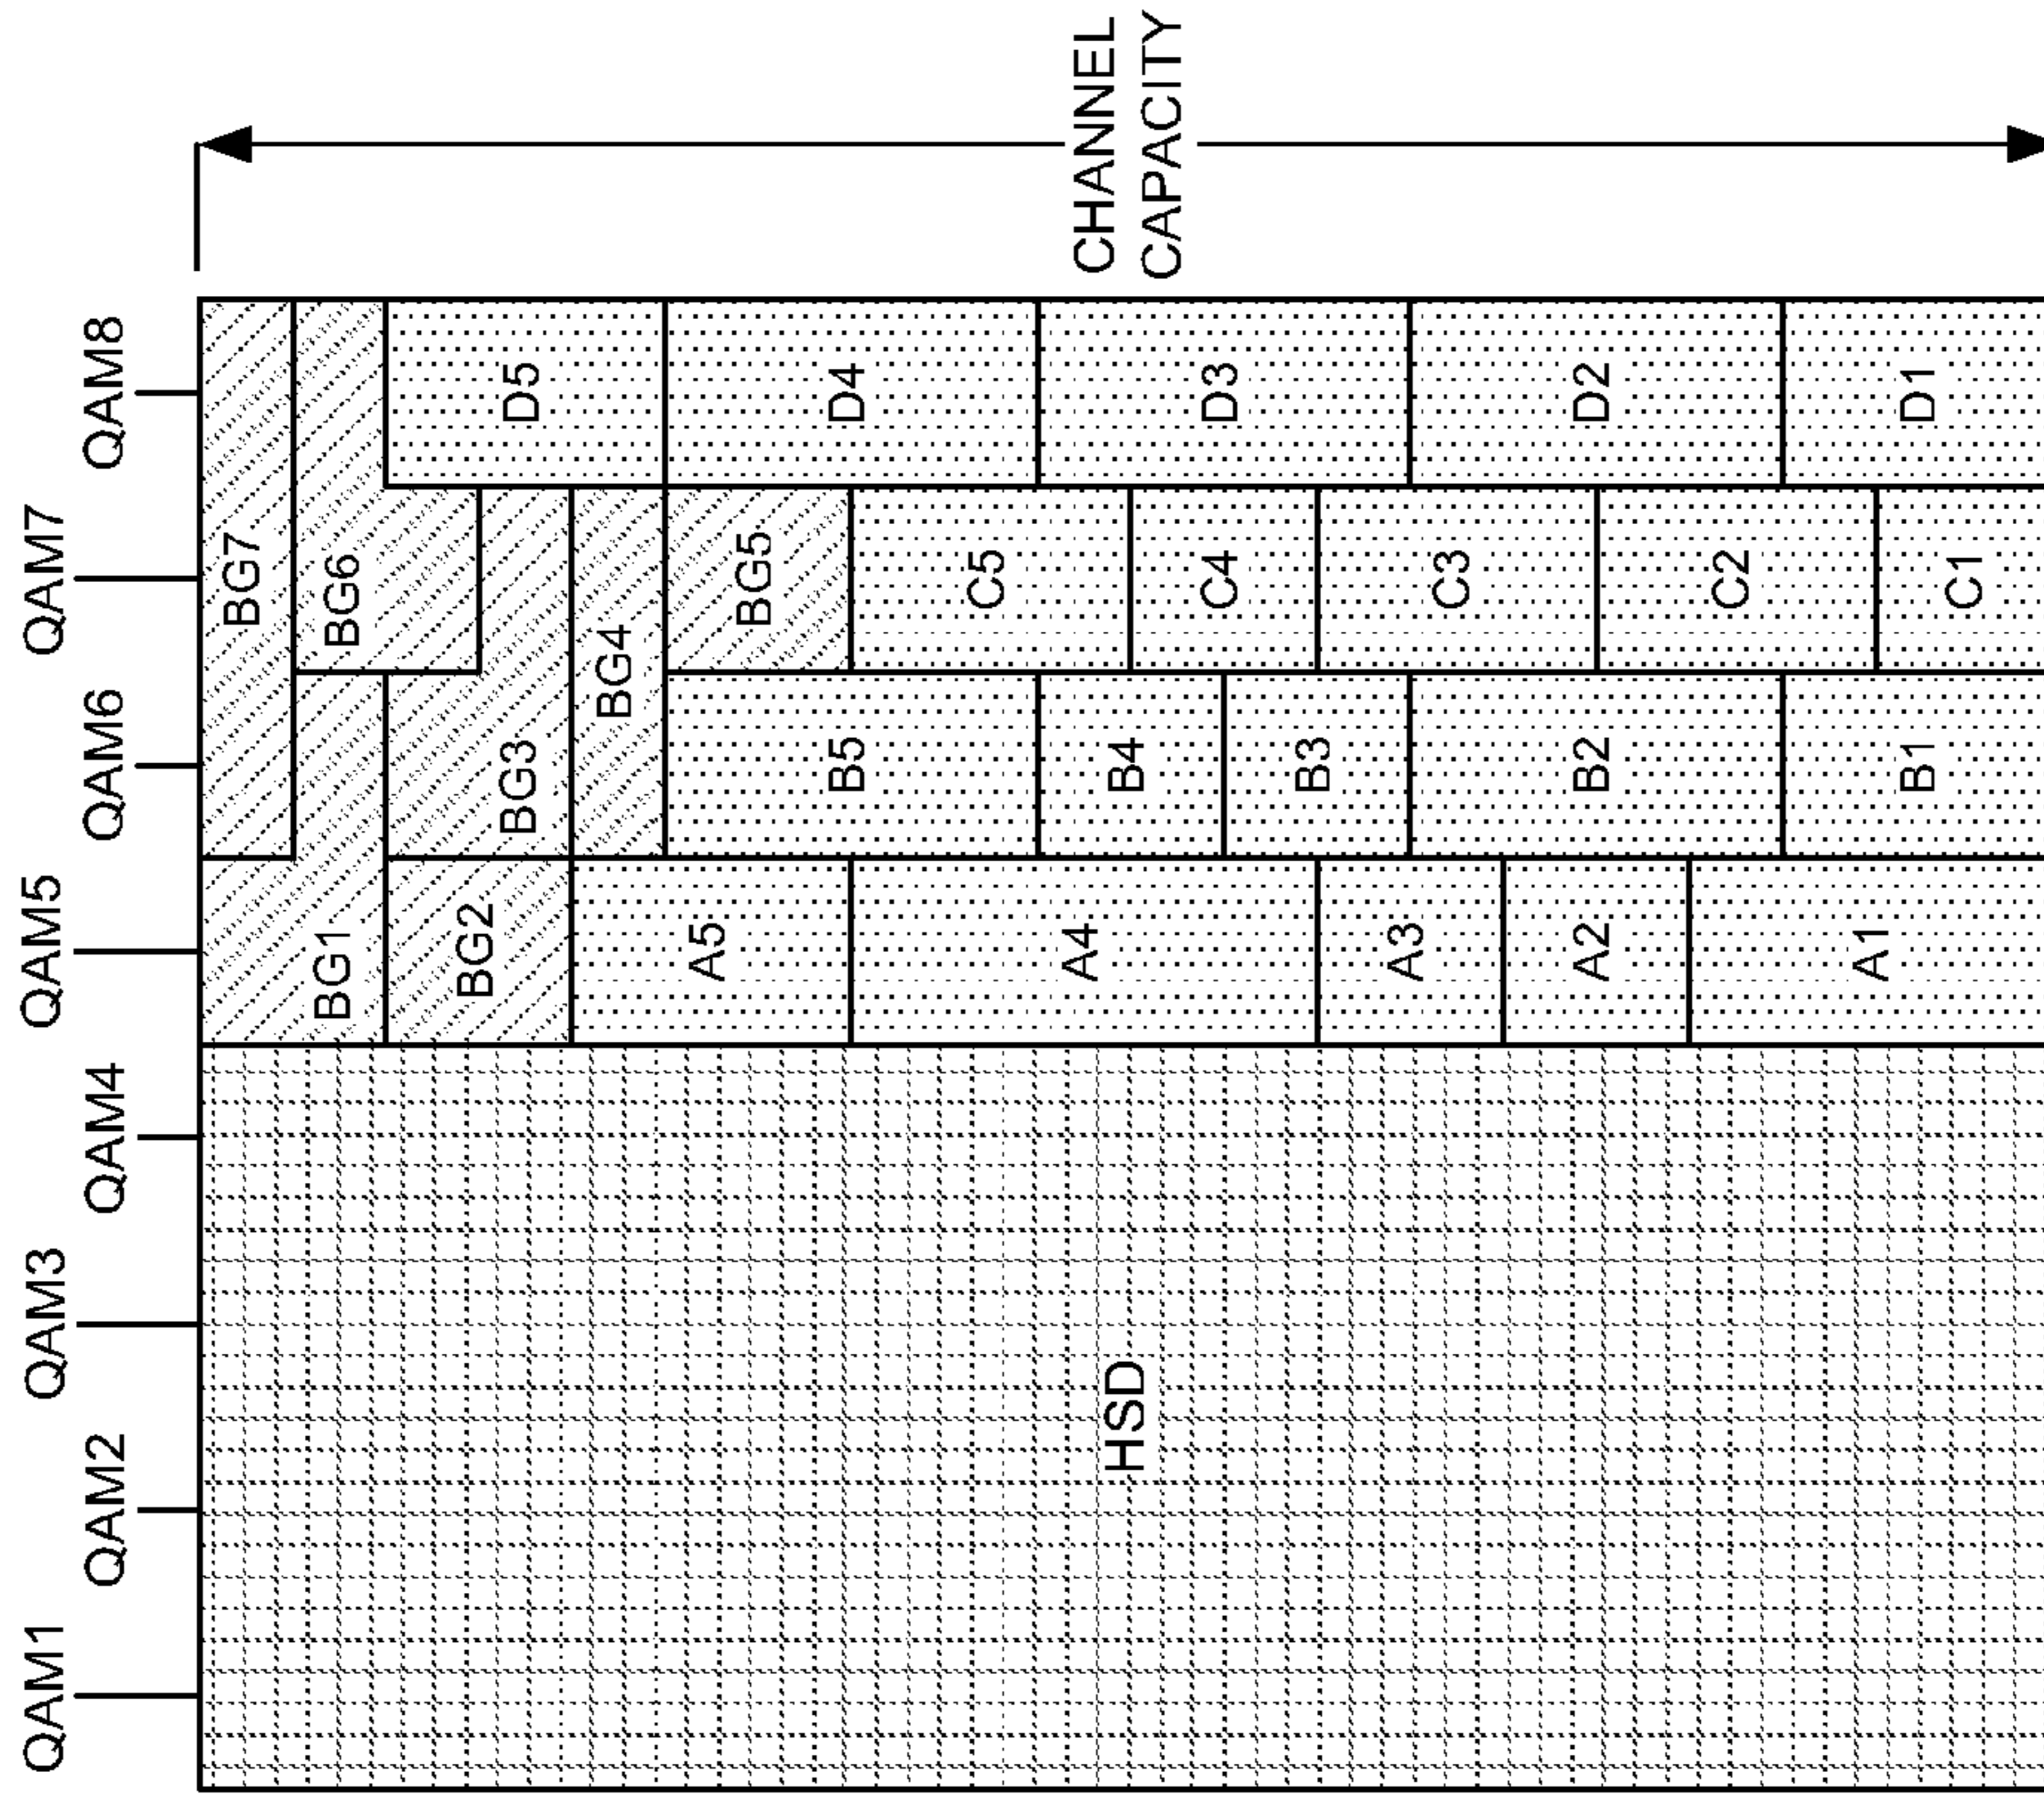 QAM1
QAM2
QAM3
QAM4
QAM5
QAM6
QAM7
QAM8
HSD
BG1
BG2
A5
A4
A3
A2
A1
BG3
BG4
B5
B4
B3
B2
B1
BG7
BG6
BG5
C5
C4
C3
C2
C1
D5
D4
D3
D2
D1
CHANNEL
CAPACITY